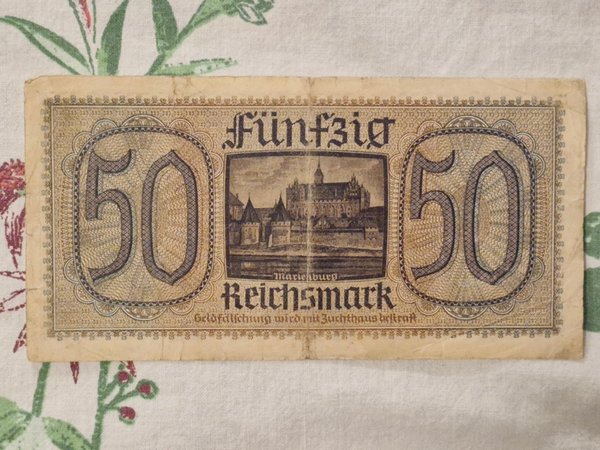 Fünfzig
50
50
Marienburg
Reichsmark
Geldfälschung wird mit Zuchthaus bestraft